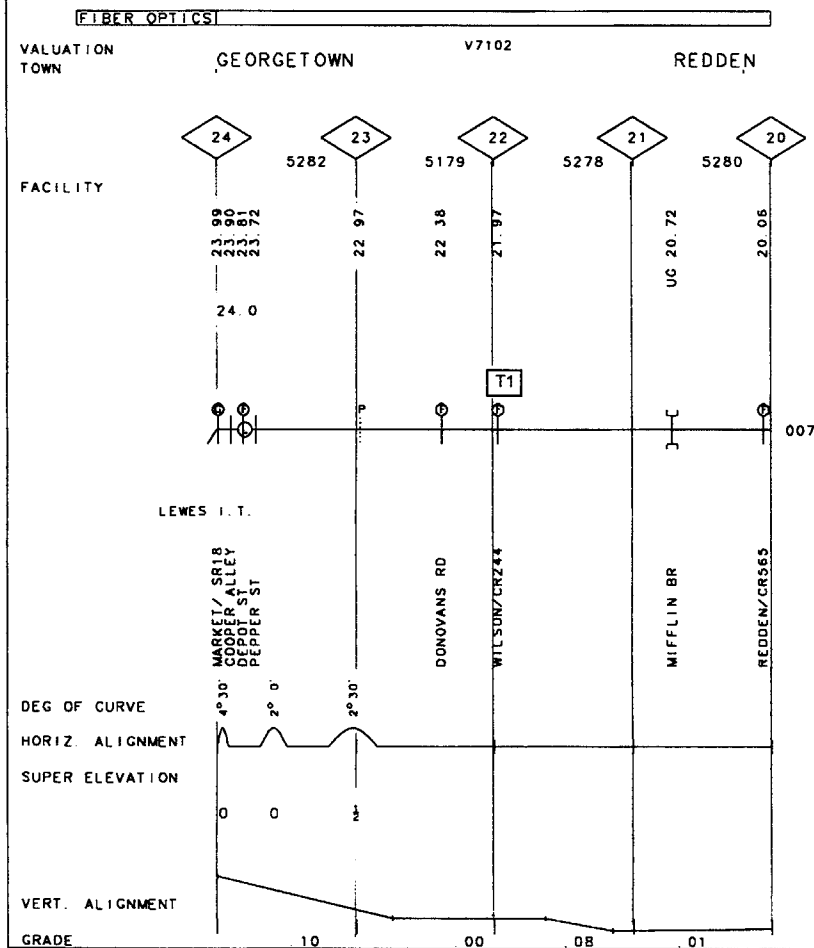 FIBER OPTICS
VALUATION V7102
TOWN GEORGETOWN REDDEN
24 23 22 21 20
5282 5179 5278 5280
FACILITY
23.99
23.90
23.81
23.72
22.97
22.38
21.97
UG 20.72
20.06
24.0
T1
P
F
F
F
F
L
007
LEWES I.T.
MARKET/ SR18
COOPER ALLEY
DEPOT ST
PEPPER ST
DONOVANS RD
WILSON/CR244
MIFFLIN BR
REDDEN/CR565
DEG OF CURVE 4°30' 2° 0' 2°30'
HORIZ. ALIGNMENT
SUPER ELEVATION
0 0 ½
VERT. ALIGNMENT
GRADE .10 .00 .08 .01